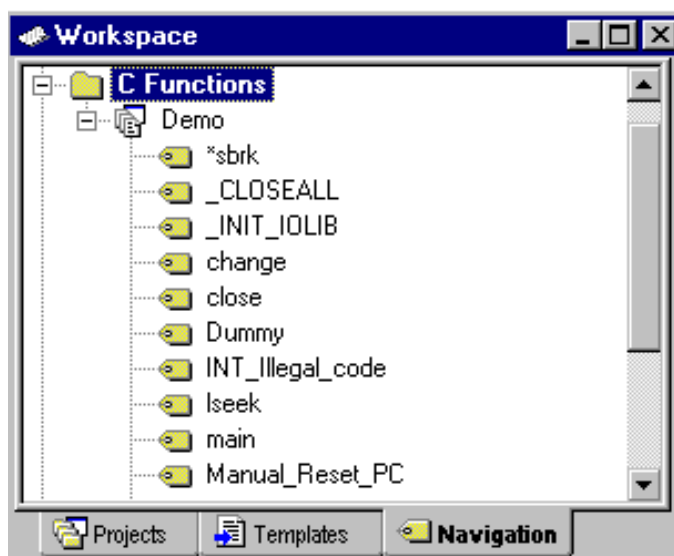 Workspace
C Functions
Demo
*sbrk
_CLOSEALL
_INIT_IOLIB
change
close
Dummy
INT_Illegal_code
lseek
main
Manual_Reset_PC
Projects Templates Navigation